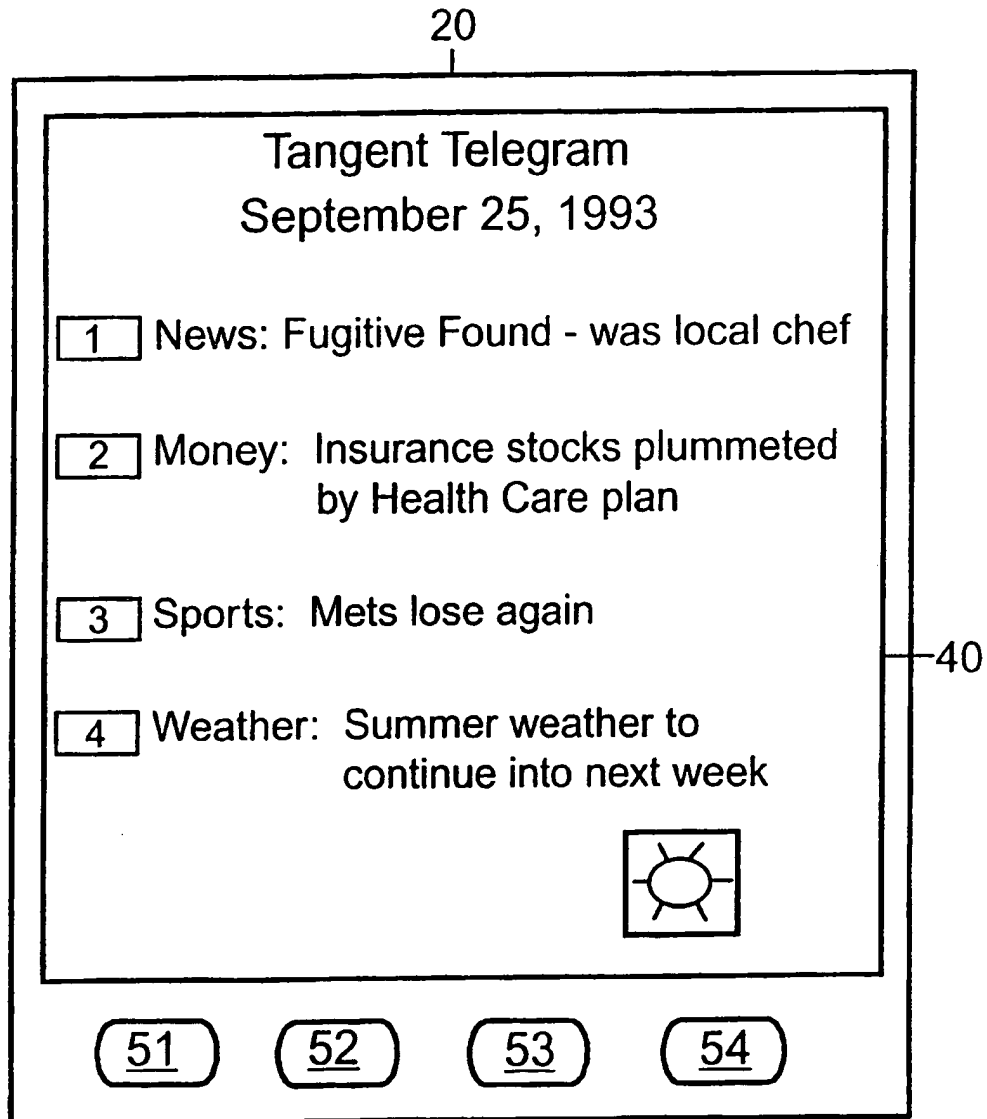 20
Tangent Telegram
September 25, 1993
1 News: Fugitive Found - was local chef
2 Money: Insurance stocks plummeted
by Health Care plan
3 Sports: Mets lose again
40
4 Weather: Summer weather to
continue into next week
51 52 53 54